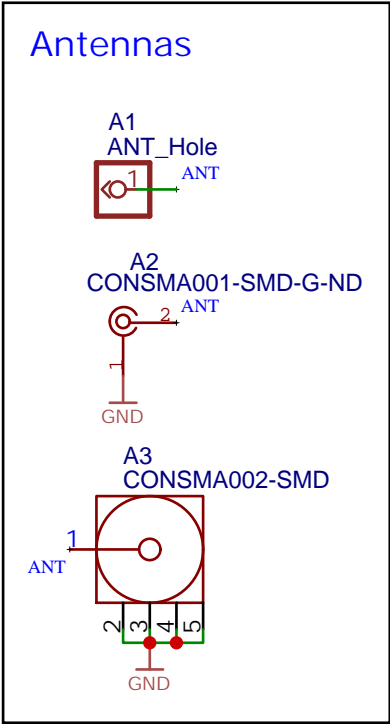 Antennas
A1
ANT_Hole
1
ANT
A2
CONSMA001-SMD-G-ND
2
ANT
1
GND
A3
CONSMA002-SMD
1
ANT
2
3
4
5
GND